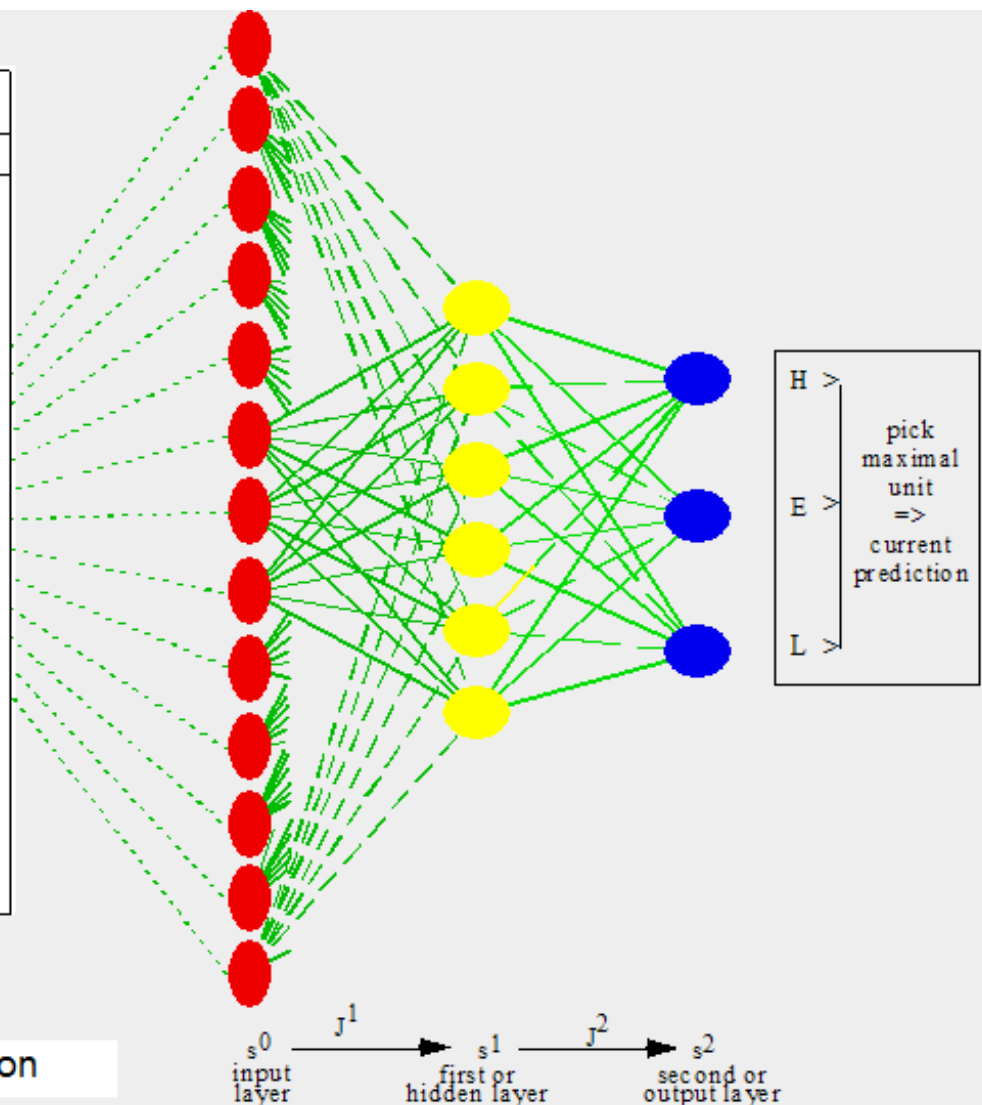 H >
E >
L >
pick
maximal
unit
=>
current
prediction
J1
J2
s0
s1
s2
input
layer
first or
hidden layer
second or
output layer
on